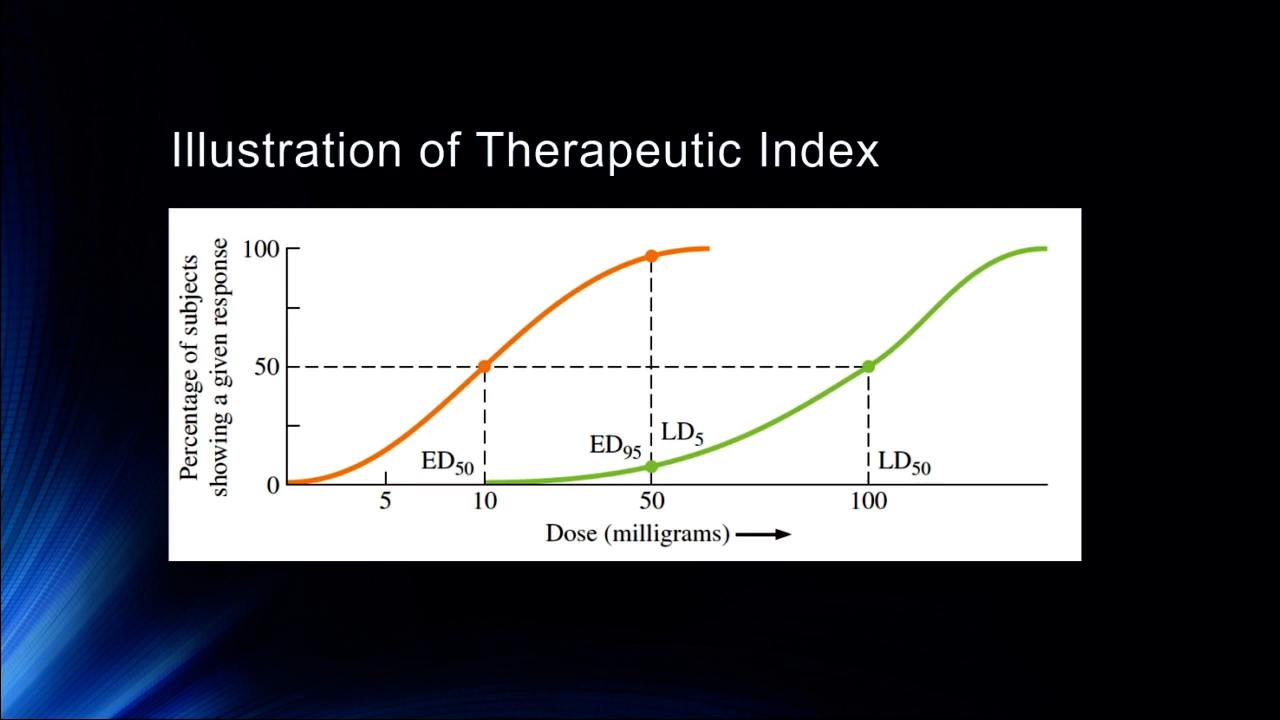 Illustration of Therapeutic Index
Percentage of subjects
showing a given response
100
50
0
ED50
ED95
LD5
LD50
5 10 50 100
Dose (milligrams)